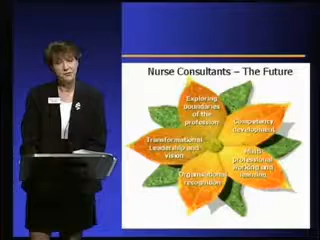 Nurse Consultants – The Future
Exploring
boundaries
of the
profession
Competency
development
Transformational
Leadership and
vision
Multi-
professional
working and
learning
Organisational
recognition